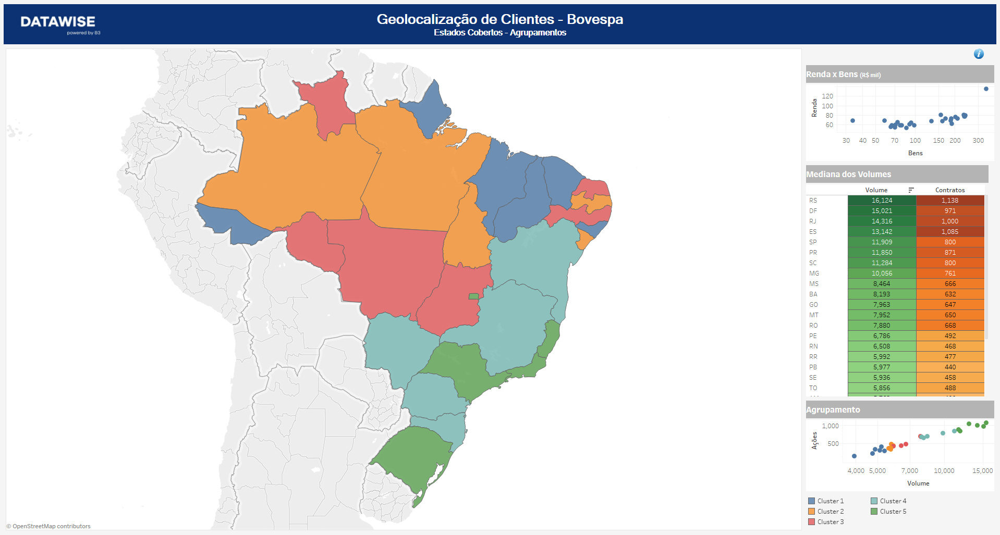 DATAWISE
powered by B3
Geolocalização de Clientes - Bovespa
Estados Cobertos - Agrupamentos
Renda x Bens (R$ mil)
Renda
120
100
80
60
30 40 50 70 100 150 200 300
Bens
Mediana dos Volumes
Volume Contratos
RS 16,124 1,138
DF 15,021 971
RJ 14,316 1,000
ES 13,142 1,085
SP 11,909 800
PR 11,850 871
SC 11,284 800
MG 10,056 761
MS 8,464 666
BA 8,193 632
GO 7,963 647
MT 7,952 650
RO 7,880 668
PE 6,786 492
RN 6,508 468
RR 5,992 477
PB 5,977 440
SE 5,936 458
TO 5,856 488
Agrupamento
Ações
1,000
500
4,000 5,000 7,000 10,000 15,000
Volume
Cluster 1 Cluster 4
Cluster 2 Cluster 5
Cluster 3
© OpenStreetMap contributors